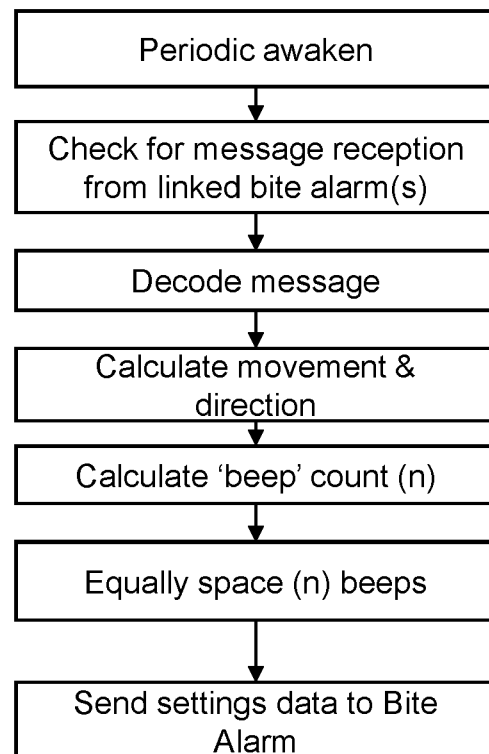 Periodic awaken
Check for message reception
from linked bite alarm(s)
Decode message
Calculate movement &
direction
Calculate ‘beep’ count (n)
Equally space (n) beeps
Send settings data to Bite
Alarm